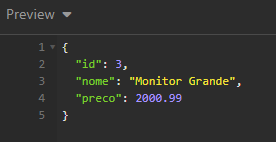 Preview
1 {
2 "id": 3,
3 "nome": "Monitor Grande",
4 "preco": 2000.99
5 }